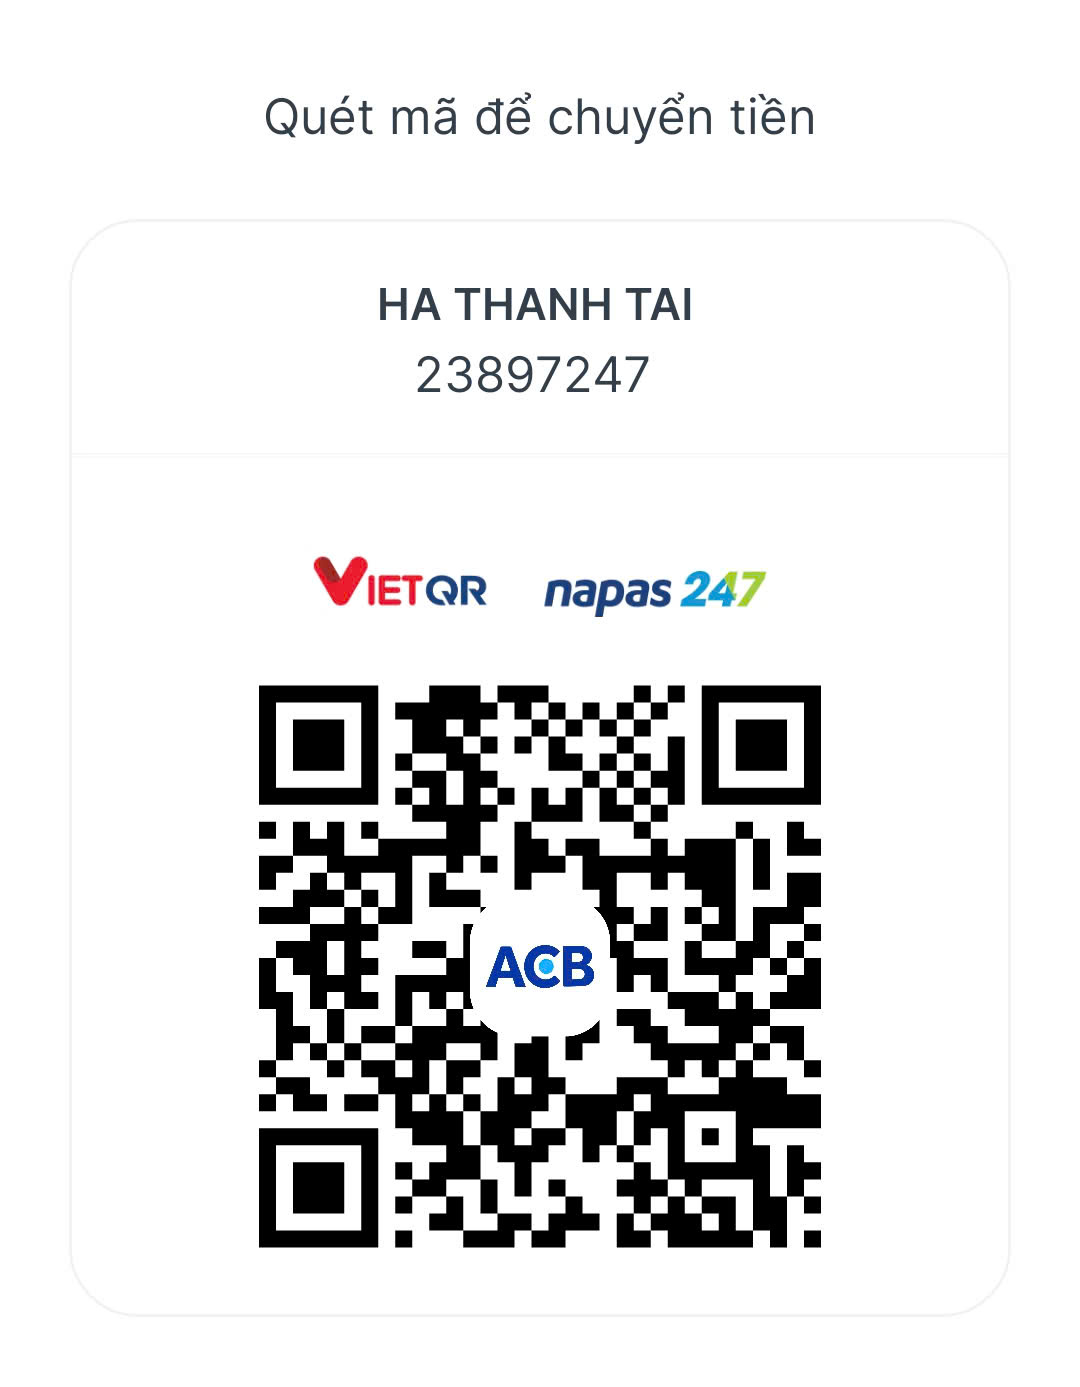 Quét mã để chuyển tiền
HA THANH TAI
23897247
VIETQR napas 247
ACB